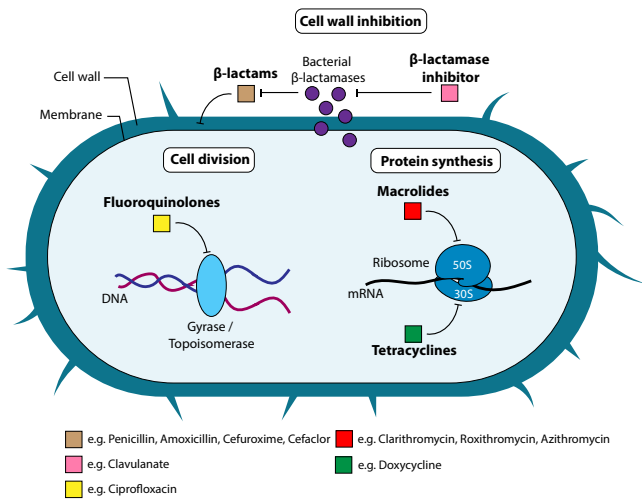 Cell wall inhibition
Cell wall
Membrane
β-lactams
Bacterial
β-lactamases
β-lactamase
inhibitor
Cell division
Protein synthesis
Fluoroquinolones
Macrolides
DNA
Gyrase /
Topoisomerase
Ribosome
50S
mRNA
30S
Tetracyclines
e.g. Penicillin, Amoxicillin, Cefuroxime, Cefaclor
e.g. Clarithromycin, Roxithromycin, Azithromycin
e.g. Clavulanate
e.g. Doxycycline
e.g. Ciprofloxacin